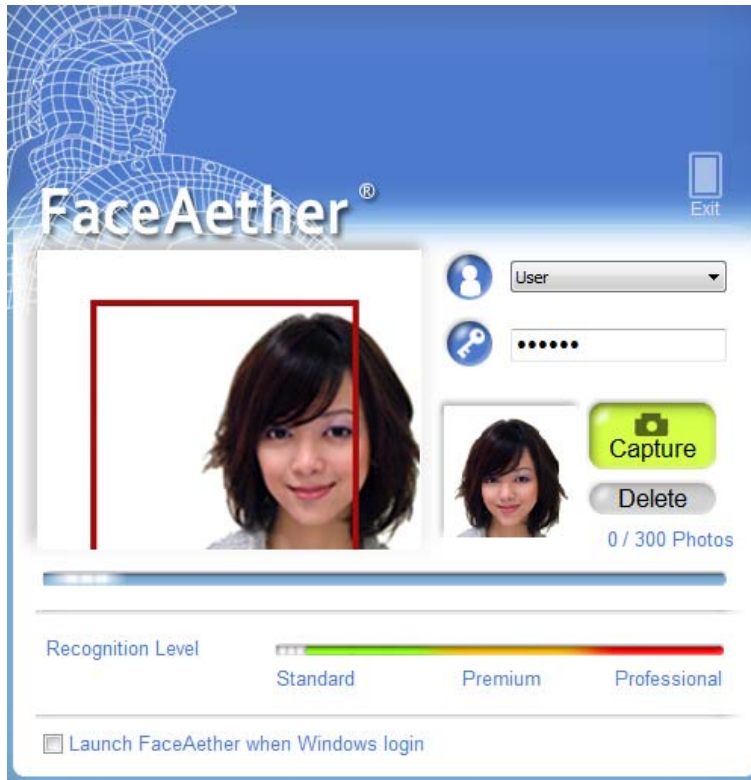 FaceAether®
Exit
User
••••••
Capture
Delete
0 / 300 Photos
Recognition Level
Standard Premium Professional
Launch FaceAether when Windows login